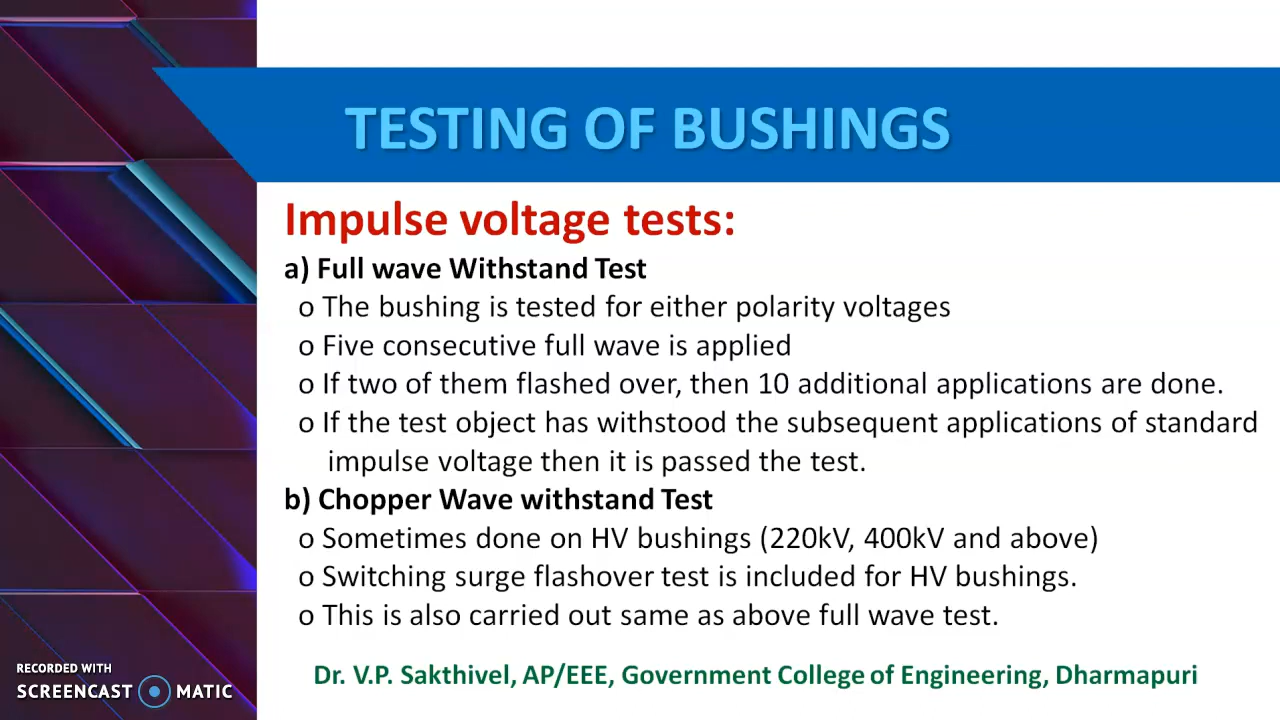 TESTING OF BUSHINGS
Impulse voltage tests:
a) Full wave Withstand Test
o The bushing is tested for either polarity voltages
o Five consecutive full wave is applied
o If two of them flashed over, then 10 additional applications are done.
o If the test object has withstood the subsequent applications of standard
impulse voltage then it is passed the test.
b) Chopper Wave withstand Test
o Sometimes done on HV bushings (220kV, 400kV and above)
o Switching surge flashover test is included for HV bushings.
o This is also carried out same as above full wave test.
Dr. V.P. Sakthivel, AP/EEE, Government College of Engineering, Dharmapuri
RECORDED WITH
SCREENCAST MATIC